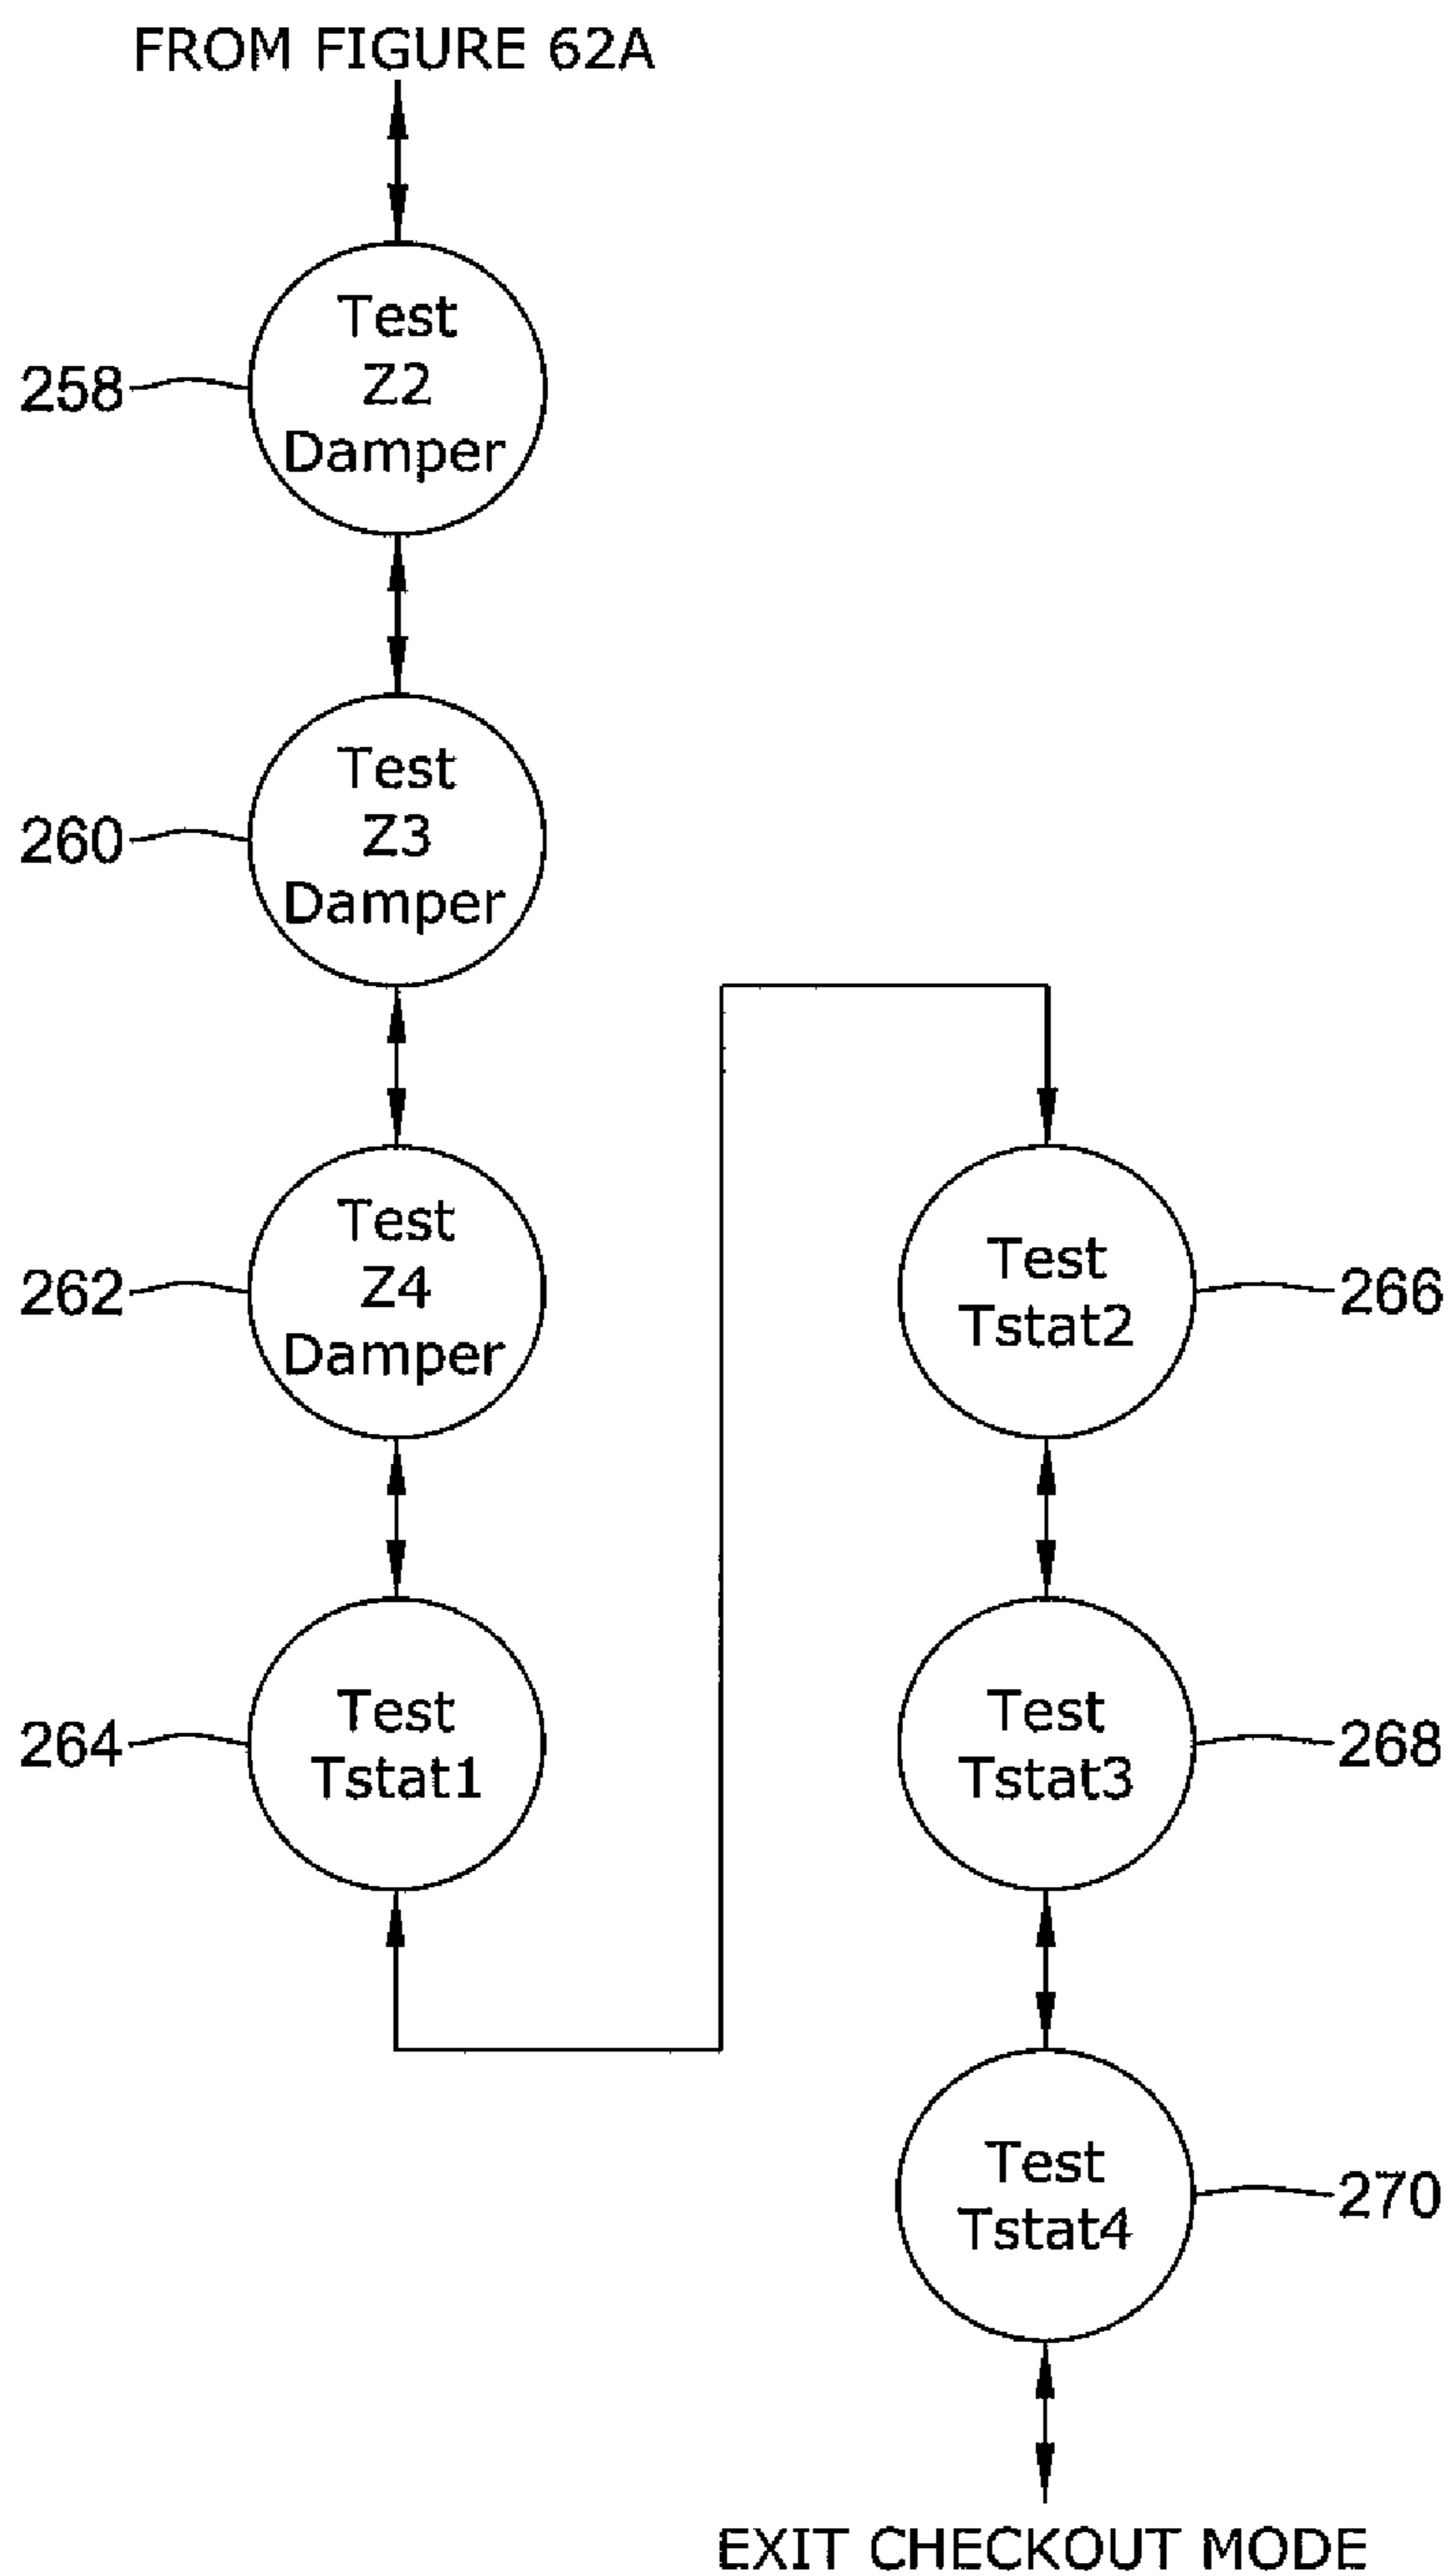 FROM FIGURE 62A
Test
Z2
Damper
258
Test
Z3
Damper
260
Test
Z4
Damper
262
Test
Tstat1
264
Test
Tstat2
266
Test
Tstat3
268
Test
Tstat4
270
EXIT CHECKOUT MODE